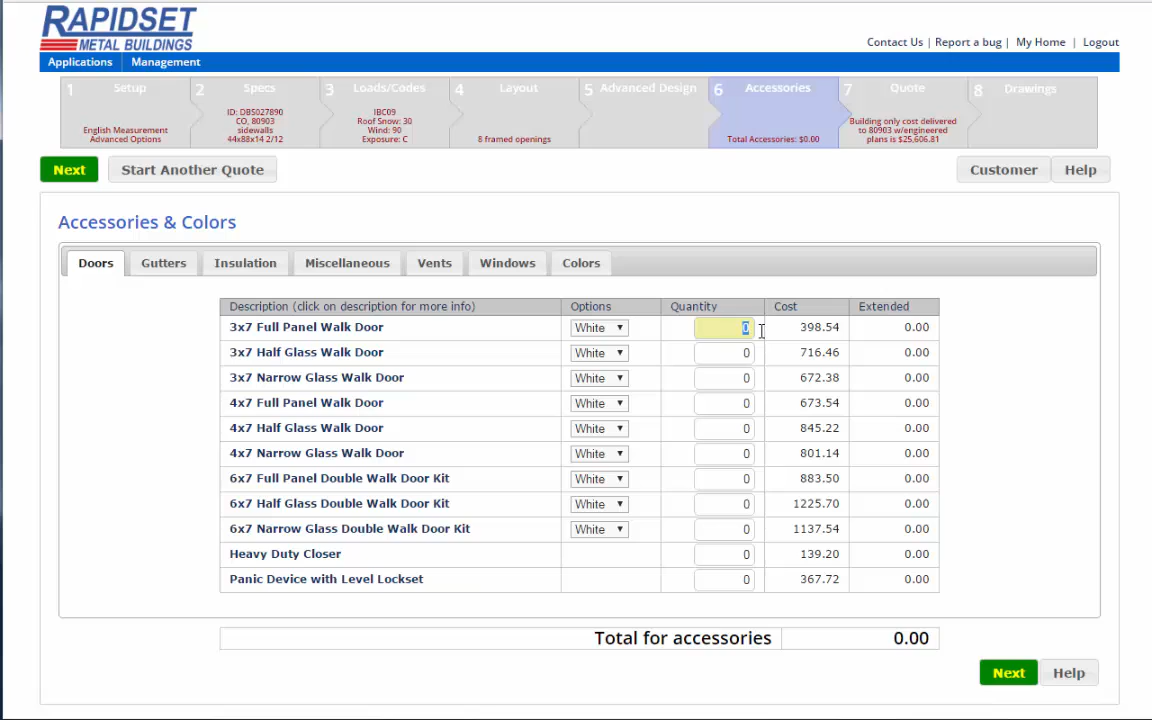 RAPIDSET
METAL BUILDINGS
Contact Us | Report a bug | My Home | Logout
Applications Management
1 Setup
English Measurement
Advanced Options
2 Specs
ID: DBS027890
CO, 80903
sidewalls
44x88x14 2/12
3 Loads/Codes
IBC09
Roof Snow: 30
Wind: 90
Exposure: C
4 Layout
8 framed openings
5 Advanced Design
6 Accessories
Total Accessories: $0.00
7 Quote
Building only cost delivered
to 80903 w/engineered
plans is $25,606.81
8 Drawings
Next Start Another Quote Customer Help
Accessories & Colors
Doors Gutters Insulation Miscellaneous Vents Windows Colors
Description (click on description for more info) Options Quantity Cost Extended
3x7 Full Panel Walk Door White 0 398.54 0.00
3x7 Half Glass Walk Door White 0 716.46 0.00
3x7 Narrow Glass Walk Door White 0 672.38 0.00
4x7 Full Panel Walk Door White 0 673.54 0.00
4x7 Half Glass Walk Door White 0 845.22 0.00
4x7 Narrow Glass Walk Door White 0 801.14 0.00
6x7 Full Panel Double Walk Door Kit White 0 883.50 0.00
6x7 Half Glass Double Walk Door Kit White 0 1225.70 0.00
6x7 Narrow Glass Double Walk Door Kit White 0 1137.54 0.00
Heavy Duty Closer 0 139.20 0.00
Panic Device with Level Lockset 0 367.72 0.00
Total for accessories 0.00
Next Help